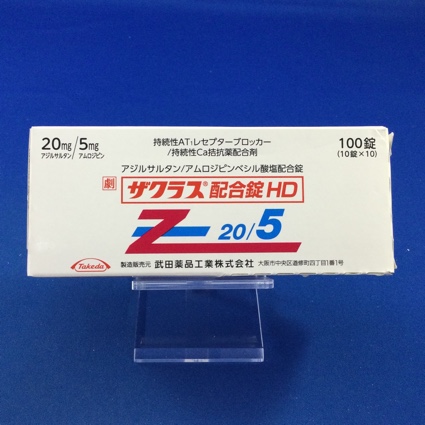 20mg/5mg
アジルサルタン/アムロジピン
持続性AT₁レセプターブロッカー
/持続性Ca拮抗薬配合剤
100錠
(10錠×10)
アジルサルタン/アムロジピンベシル酸塩配合錠
劇 ザクラス®配合錠HD
Z 20/5
Takeda
製造販売元 武田薬品工業株式会社 大阪市中央区道修町四丁目1番1号